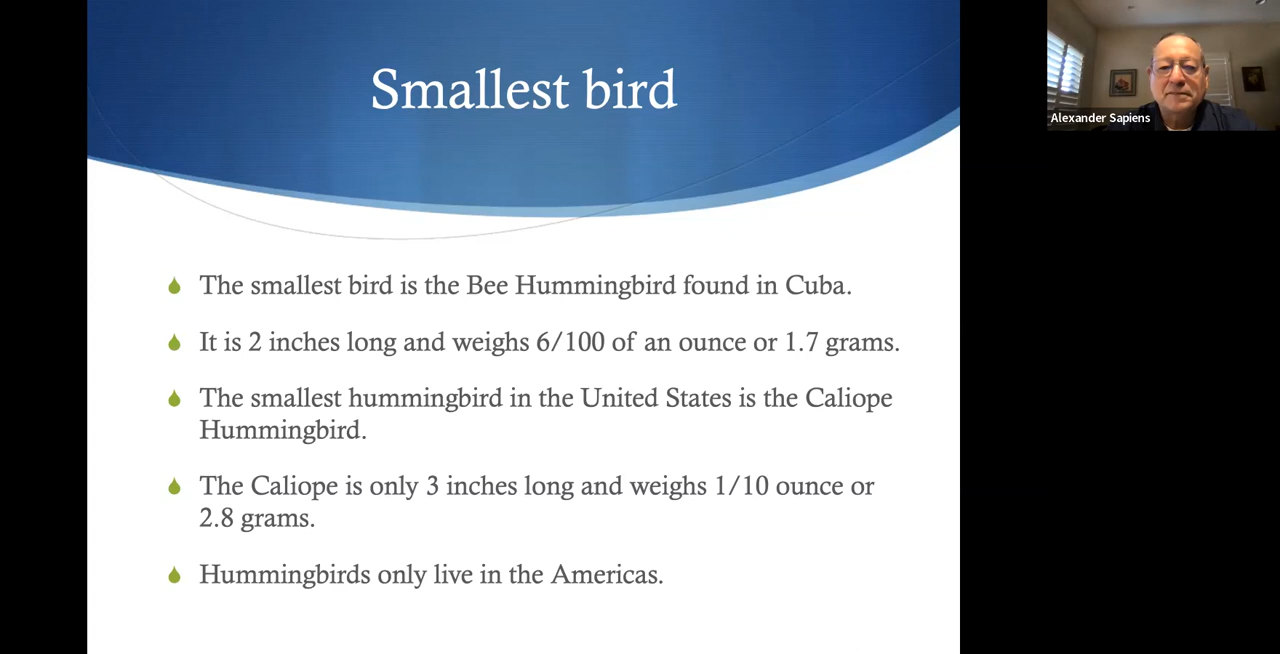 Smallest bird
Alexander Sapiens
The smallest bird is the Bee Hummingbird found in Cuba.
It is 2 inches long and weighs 6/100 of an ounce or 1.7 grams.
The smallest hummingbird in the United States is the Caliope
Hummingbird.
The Caliope is only 3 inches long and weighs 1/10 ounce or
2.8 grams.
Hummingbirds only live in the Americas.